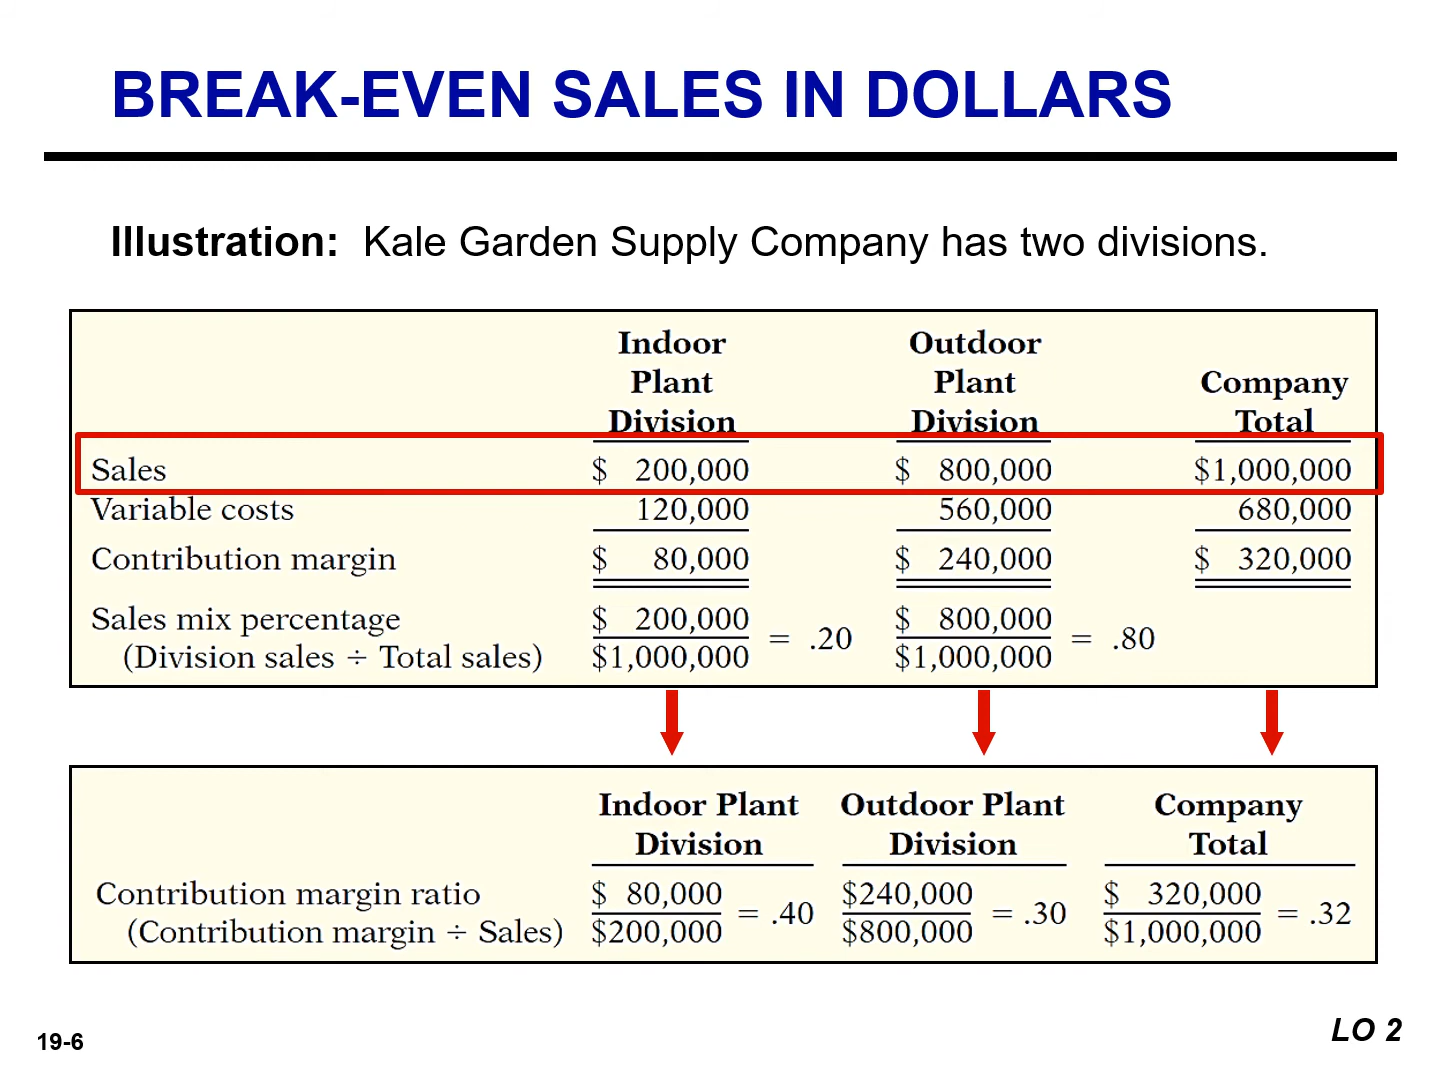 BREAK-EVEN SALES IN DOLLARS
Illustration: Kale Garden Supply Company has two divisions.
Indoor Plant Division
Outdoor Plant Division
Company Total
Sales $ 200,000 $ 800,000 $1,000,000
Variable costs 120,000 560,000 680,000
Contribution margin $ 80,000 $ 240,000 $ 320,000
Sales mix percentage $ 200,000 $ 800,000
= .20 = .80
(Division sales ÷ Total sales) $1,000,000 $1,000,000
Indoor Plant Outdoor Plant Company
Division Division Total
Contribution margin ratio $ 80,000 $240,000 $ 320,000
= .40 = .30 = .32
(Contribution margin ÷ Sales) $200,000 $800,000 $1,000,000
19-6
LO 2